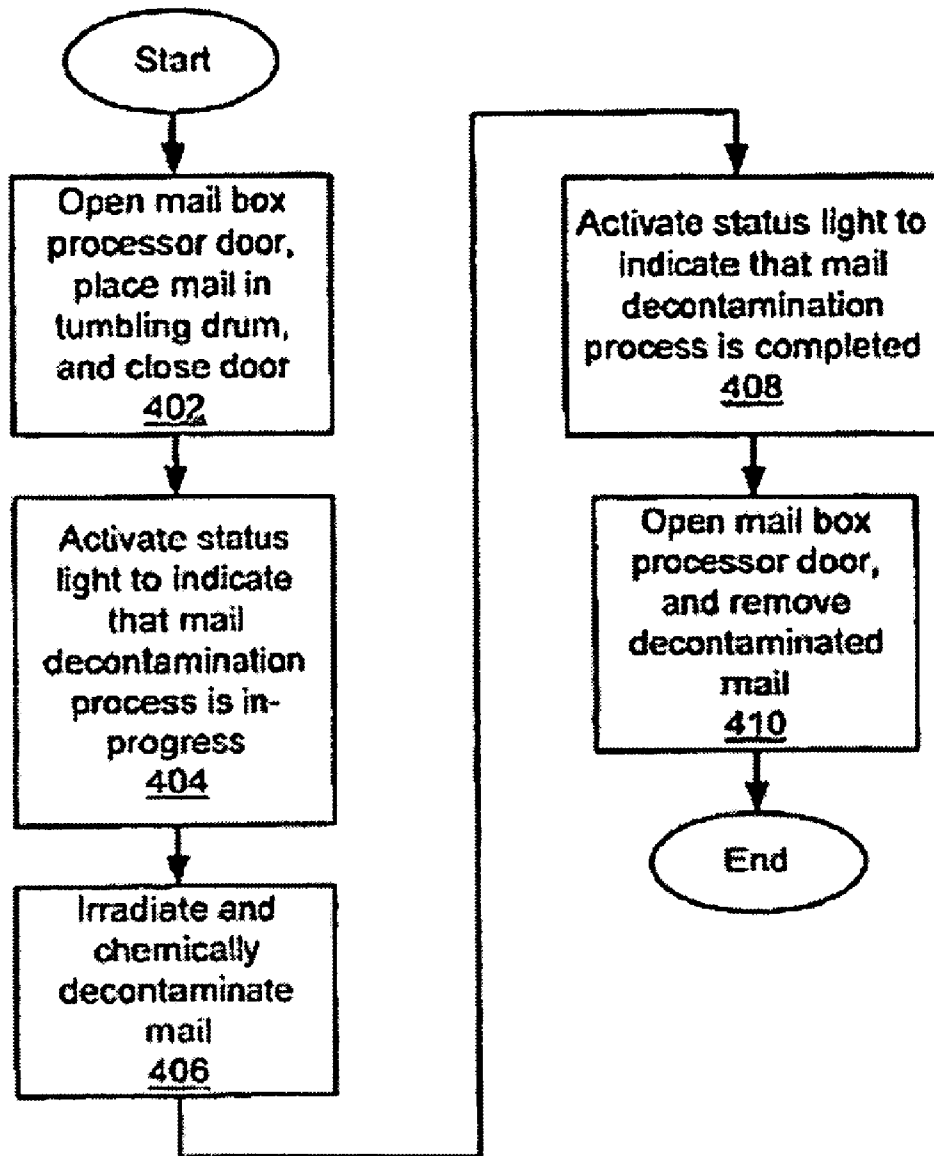 Start
Open mail box
processor door,
place mail in
tumbling drum,
and close door
402
Activate status
light to indicate
that mail
decontamination
process is in-
progress
404
Irradiate and
chemically
decontaminate
mail
406
Activate status light to
indicate that mail
decontamination
process is completed
408
Open mail box
processor door,
and remove
decontaminated
mail
410
End